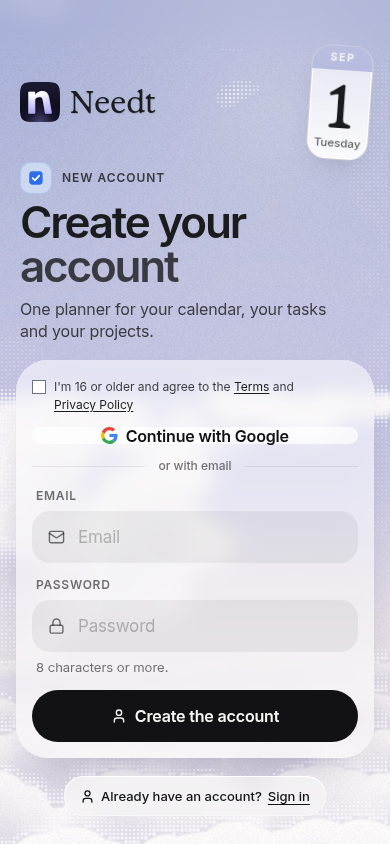 SEP
1
Tuesday
n Needt
NEW ACCOUNT
Create your
account
One planner for your calendar, your tasks
and your projects.
I'm 16 or older and agree to the Terms and
Privacy Policy
Continue with Google
or with email
EMAIL
Email
PASSWORD
Password
8 characters or more.
Create the account
Already have an account? Sign in